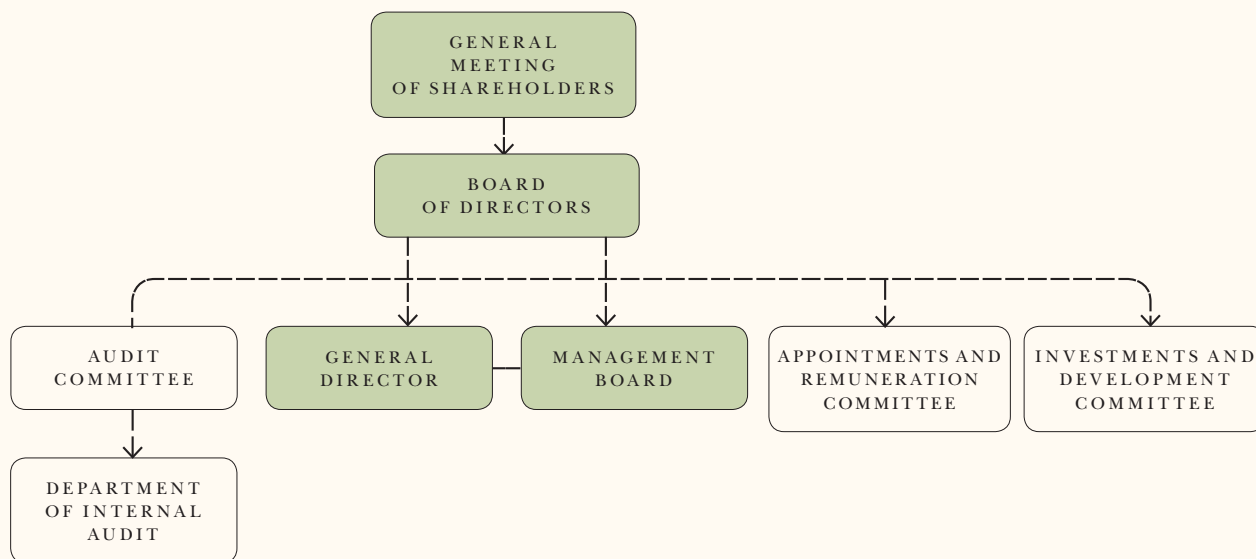 GENERAL
MEETING
OF SHAREHOLDERS
BOARD
OF DIRECTORS
AUDIT
COMMITTEE
GENERAL
DIRECTOR
MANAGEMENT
BOARD
APPOINTMENTS AND
REMUNERATION
COMMITTEE
INVESTMENTS AND
DEVELOPMENT
COMMITTEE
DEPARTMENT
OF INTERNAL
AUDIT